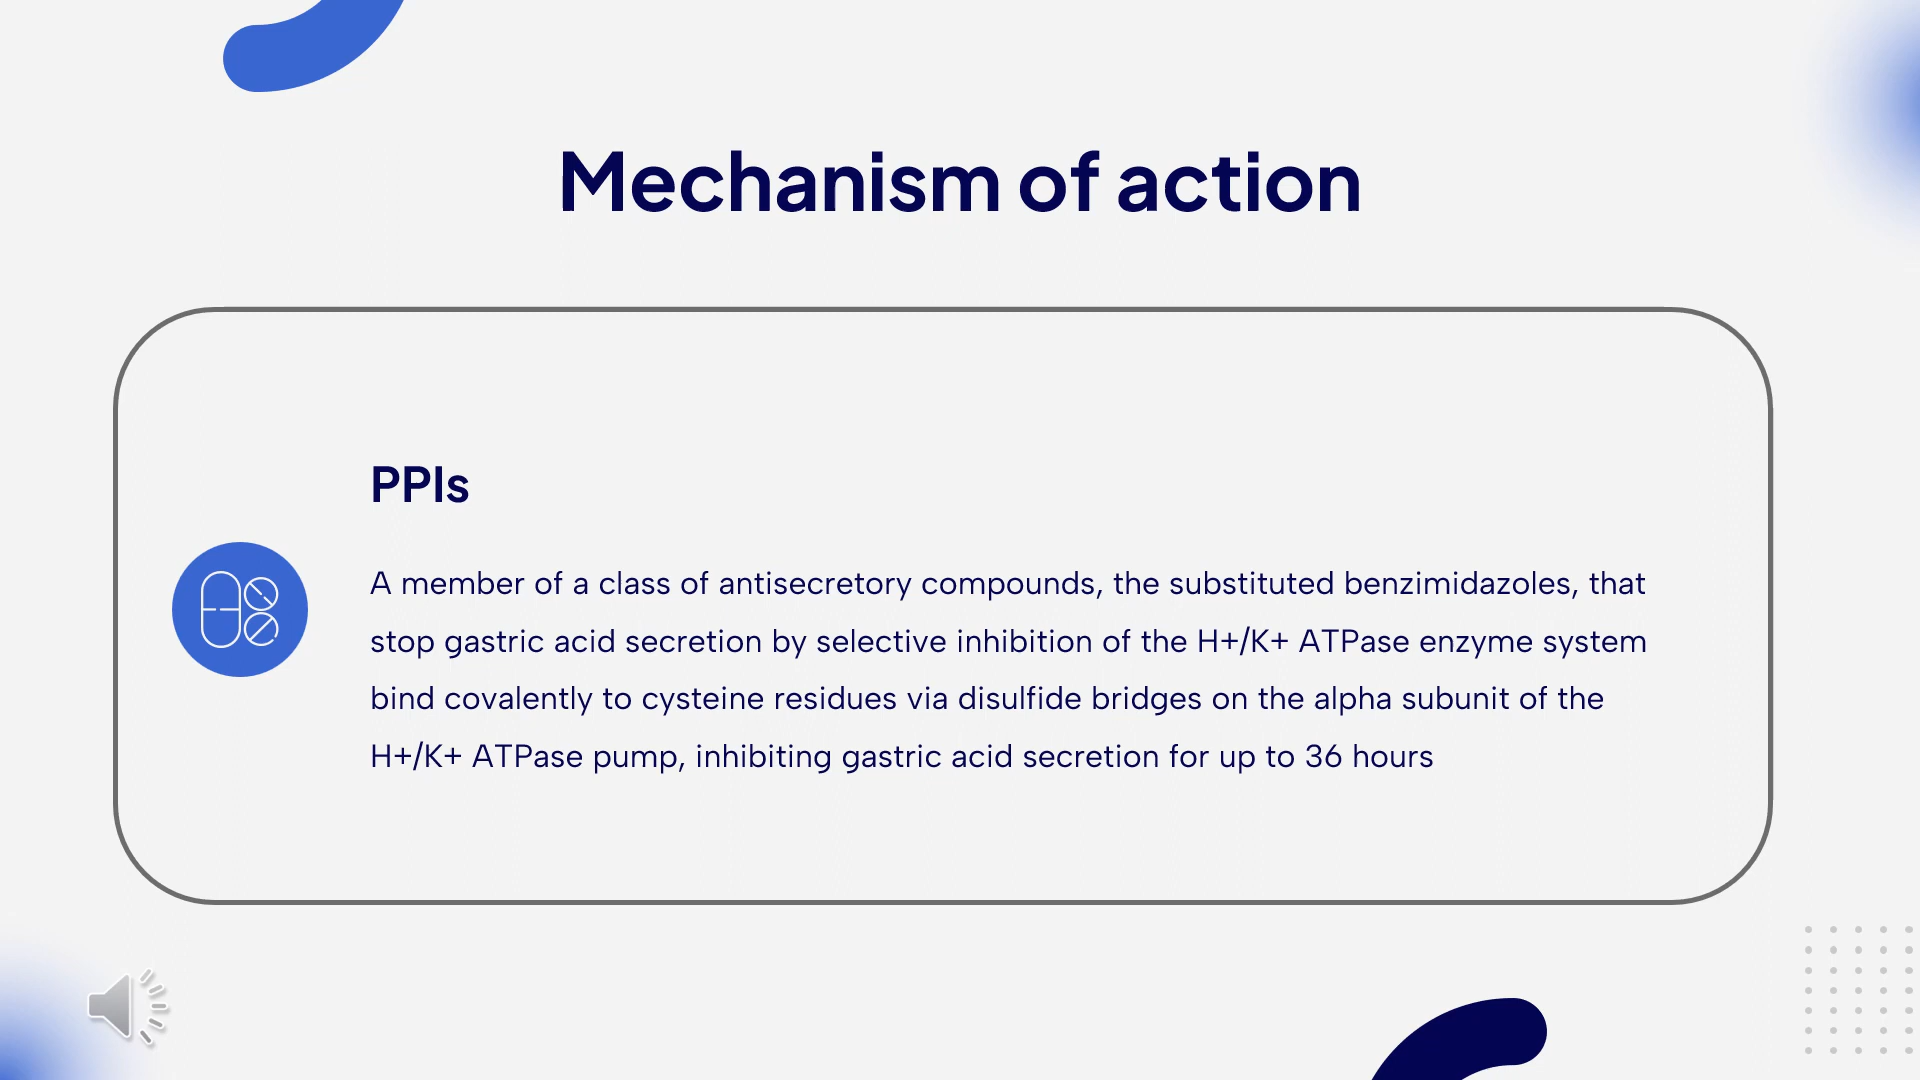 Mechanism of action
PPIs
A member of a class of antisecretory compounds, the substituted benzimidazoles, that
stop gastric acid secretion by selective inhibition of the H+/K+ ATPase enzyme system
bind covalently to cysteine residues via disulfide bridges on the alpha subunit of the
H+/K+ ATPase pump, inhibiting gastric acid secretion for up to 36 hours